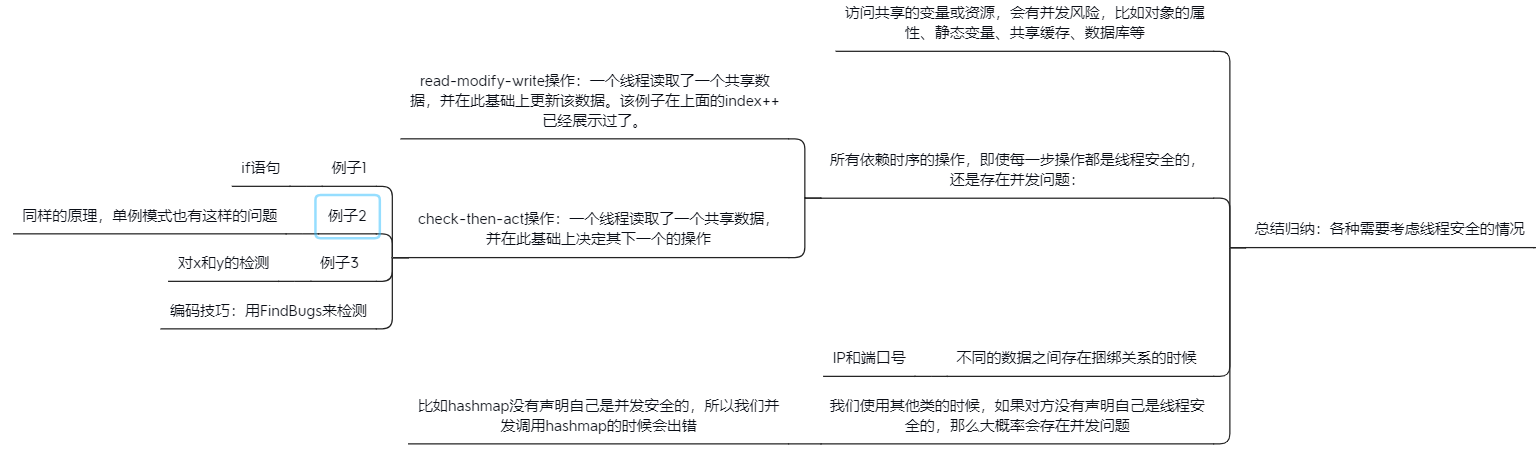 访问共享的变量或资源，会有并发风险，比如对象的属
性、静态变量、共享缓存、数据库等
read-modify-write操作：一个线程读取了一个共享数
据，并在此基础上更新该数据。该例子在上面的index++
已经展示过了。
所有依赖时序的操作，即使每一步操作都是线程安全的，
还是存在并发问题：
if语句
例子1
同样的原理，单例模式也有这样的问题
例子2
check-then-act操作：一个线程读取了一个共享数据，
并在此基础上决定其下一个的操作
总结归纳：各种需要考虑线程安全的情况
对x和y的检测
例子3
编码技巧：用FindBugs来检测
IP和端口号
不同的数据之间存在捆绑关系的时候
比如hashmap没有声明自己是并发安全的，所以我们并
发调用hashmap的时候会出错
我们使用其他类的时候，如果对方没有声明自己是线程安
全的，那么大概率会存在并发问题